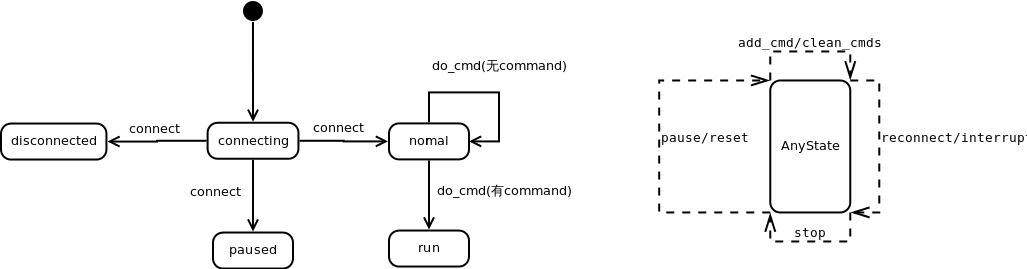 add_cmd/clean_cmds
do_cmd(无command)
disconnected
connect
connecting
connect
normal
pause/reset
AnyState
reconnect/interrupt
connect
do_cmd(有command)
stop
paused
run